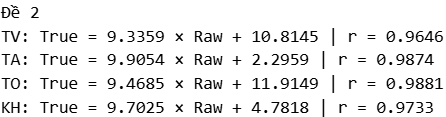 Đề 2
TV: True = 9.3359 × Raw + 10.8145 | r = 0.9646
TA: True = 9.9054 × Raw + 2.2959 | r = 0.9874
TO: True = 9.4685 × Raw + 11.9149 | r = 0.9881
KH: True = 9.7025 × Raw + 4.7818 | r = 0.9733